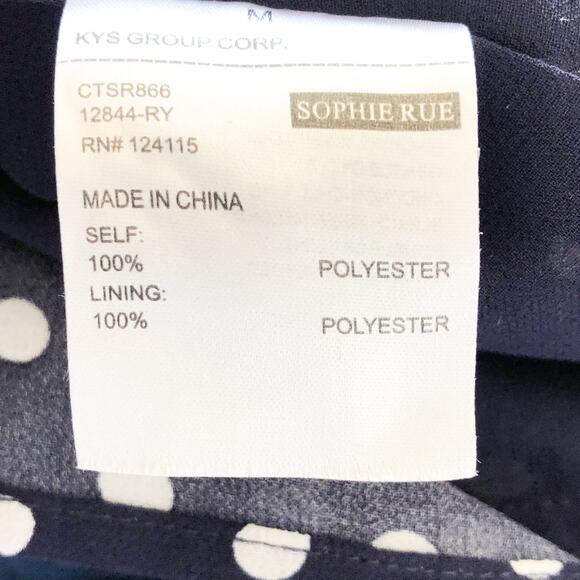 M
KYS GROUP CORP.
CTSR866
12844-RY
SOPHIE RUE
RN# 124115
MADE IN CHINA
SELF:
100% POLYESTER
LINING:
100% POLYESTER